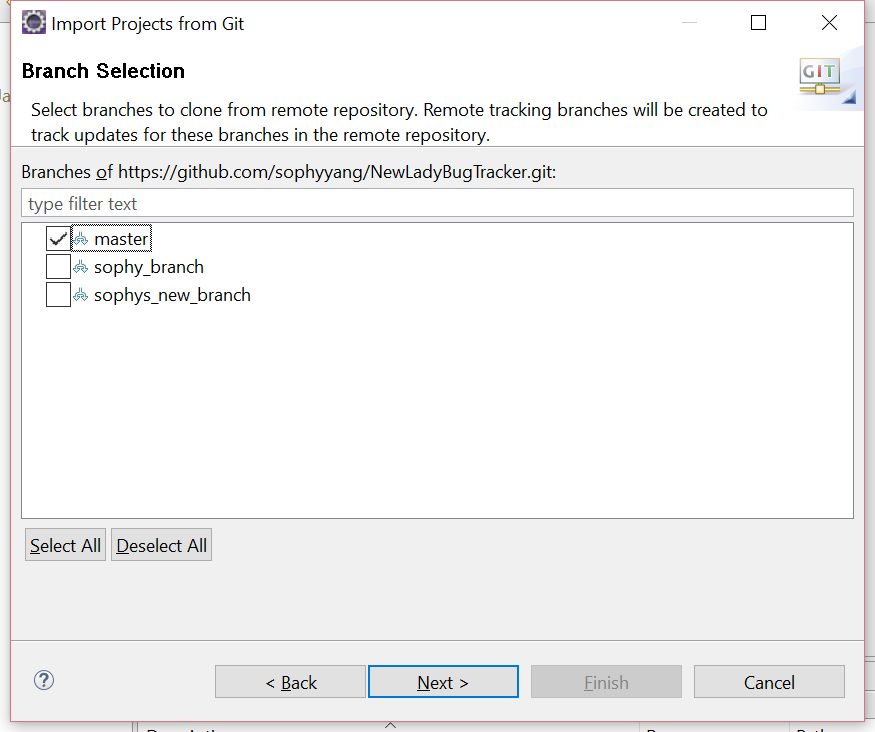 Import Projects from Git
Branch Selection
GIT
Select branches to clone from remote repository. Remote tracking branches will be created to
track updates for these branches in the remote repository.
Branches of https://github.com/sophyyang/NewLadyBugTracker.git:
type filter text
master
sophy_branch
sophys_new_branch
Select All Deselect All
< Back Next > Finish Cancel